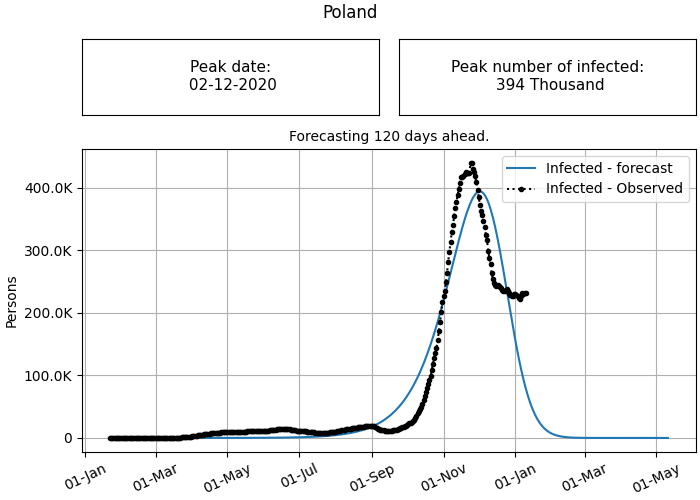 Poland
Peak date:
02-12-2020
Peak number of infected:
394 Thousand
Forecasting 120 days ahead.
Infected - forecast
Infected - Observed
Persons
400.0K
300.0K
200.0K
100.0K
0
01-Jan
01-Mar
01-May
01-Jul
01-Sep
01-Nov
01-Jan
01-Mar
01-May